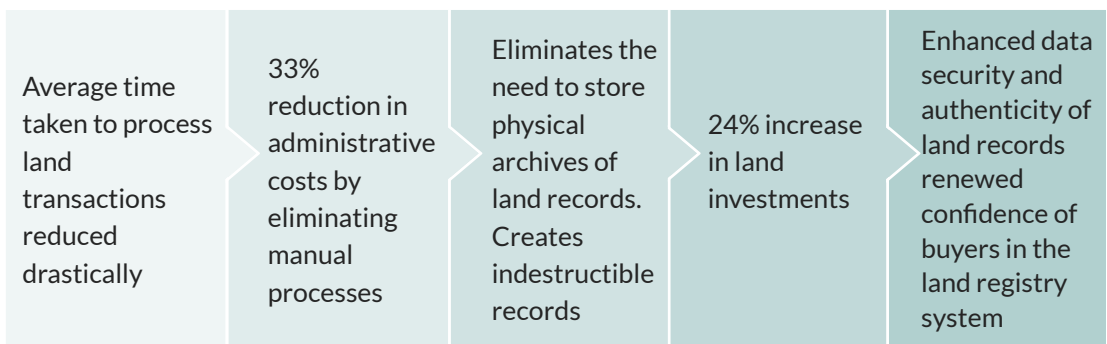 Average time
taken to process
land
transactions
reduced
drastically
33%
reduction in
administrative
costs by
eliminating
manual
processes
Eliminates the
need to store
physical
archives of
land records.
Creates
indestructible
records
24% increase
in land
investments
Enhanced data
security and
authenticity of
land records
renewed
confidence of
buyers in the
land registry
system